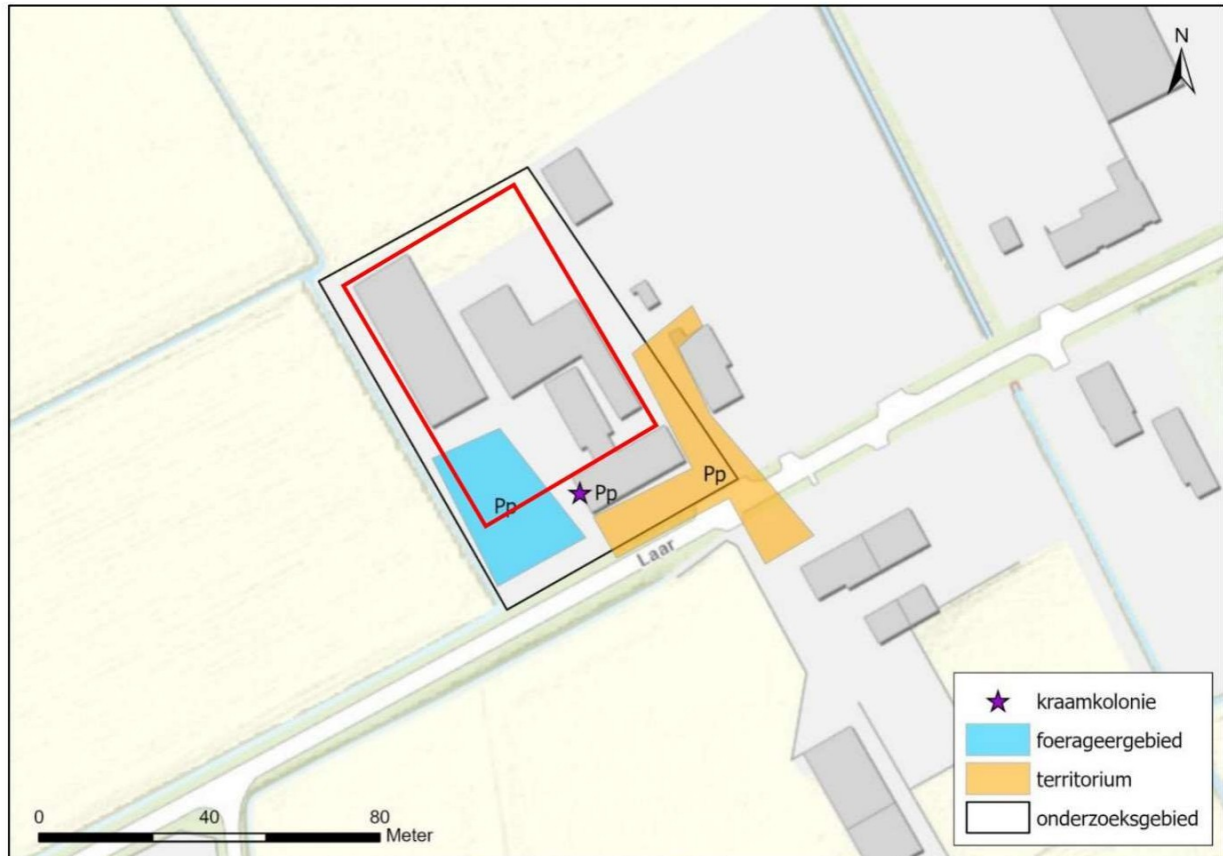 N
Pp
Pp
Pp
Laar
kraamkolonie
foerageergebied
territorium
onderzoeksgebied
0 40 80
Meter